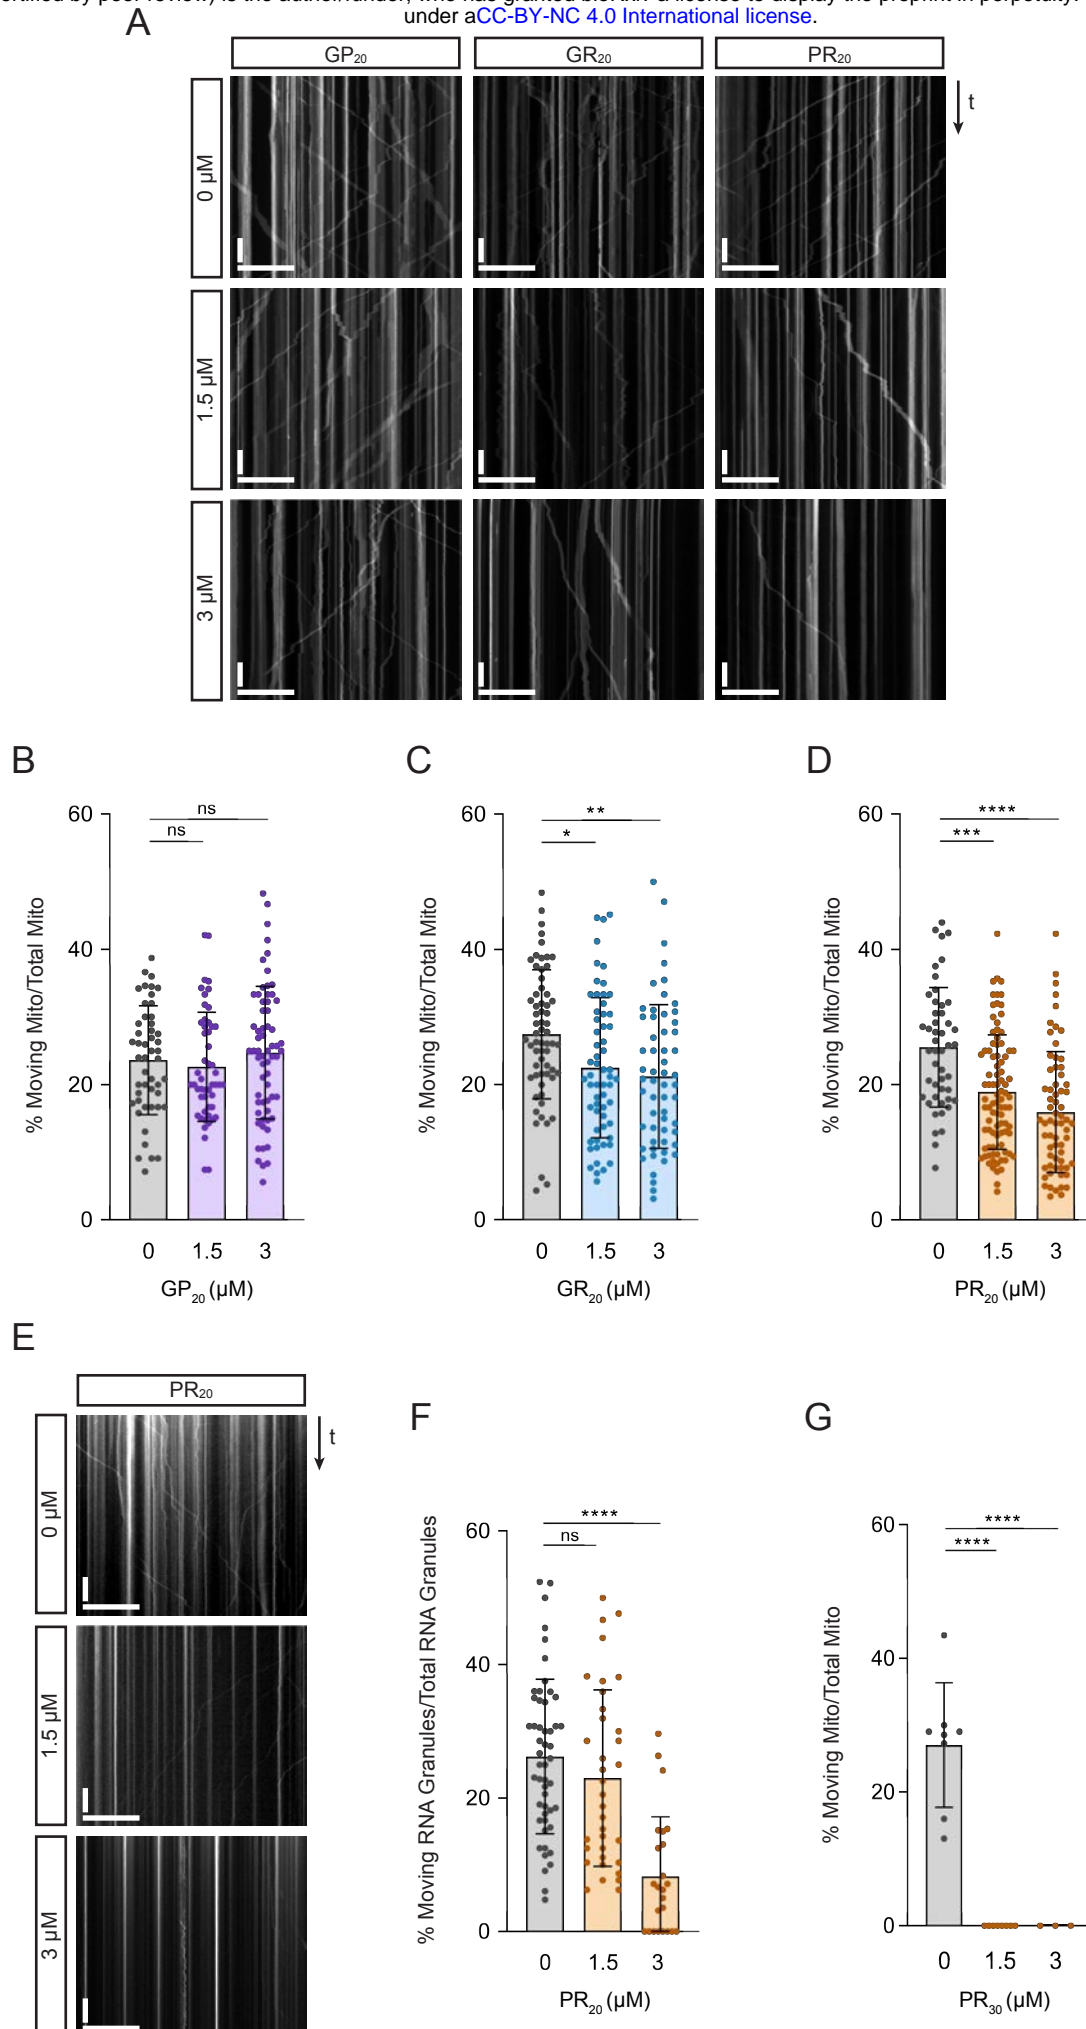 under aCC-BY-NC 4.0 International license.
A
GP20 GR20 PR20
t
0 µM
1.5 µM
3 µM
B C D
ns
ns
% Moving Mito/Total Mito
60
40
20
0
0 1.5 3
GP20 (µM)
**
*
% Moving Mito/Total Mito
60
40
20
0
0 1.5 3
GR20 (µM)
****
***
% Moving Mito/Total Mito
60
40
20
0
0 1.5 3
PR20 (µM)
E
PR20
t
0 µM
1.5 µM
3 µM
F
****
ns
% Moving RNA Granules/Total RNA Granules
60
40
20
0
0 1.5 3
PR20 (µM)
G
****
****
% Moving Mito/Total Mito
60
40
20
0
0 1.5 3
PR30 (µM)